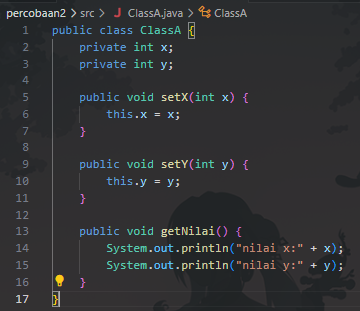 percobaan2 > src > J ClassA.java > ClassA
1 public class ClassA {
2     private int x;
3     private int y;
4
5     public void setX(int x) {
6         this.x = x;
7     }
8
9     public void setY(int y) {
10         this.y = y;
11     }
12
13     public void getNilai() {
14         System.out.println("nilai x:" + x);
15         System.out.println("nilai y:" + y);
16     }
17 }